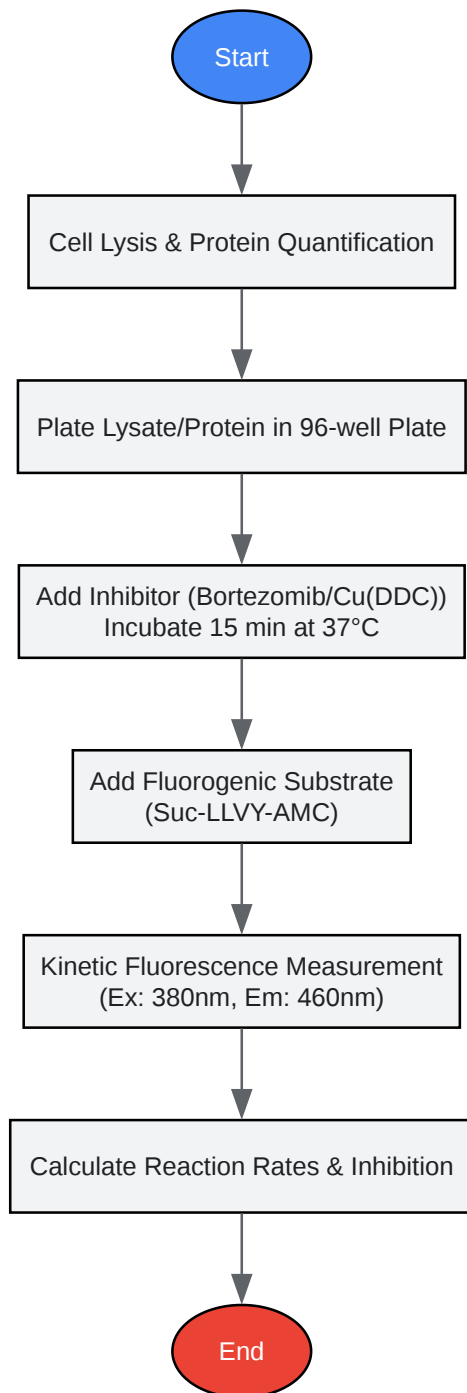 Start
Cell Lysis & Protein Quantification
Plate Lysate/Protein in 96-well Plate
Add Inhibitor (Bortezomib/Cu(DDC))
Incubate 15 min at 37°C
Add Fluorogenic Substrate
(Suc-LLVY-AMC)
Kinetic Fluorescence Measurement
(Ex: 380nm, Em: 460nm)
Calculate Reaction Rates & Inhibition
End